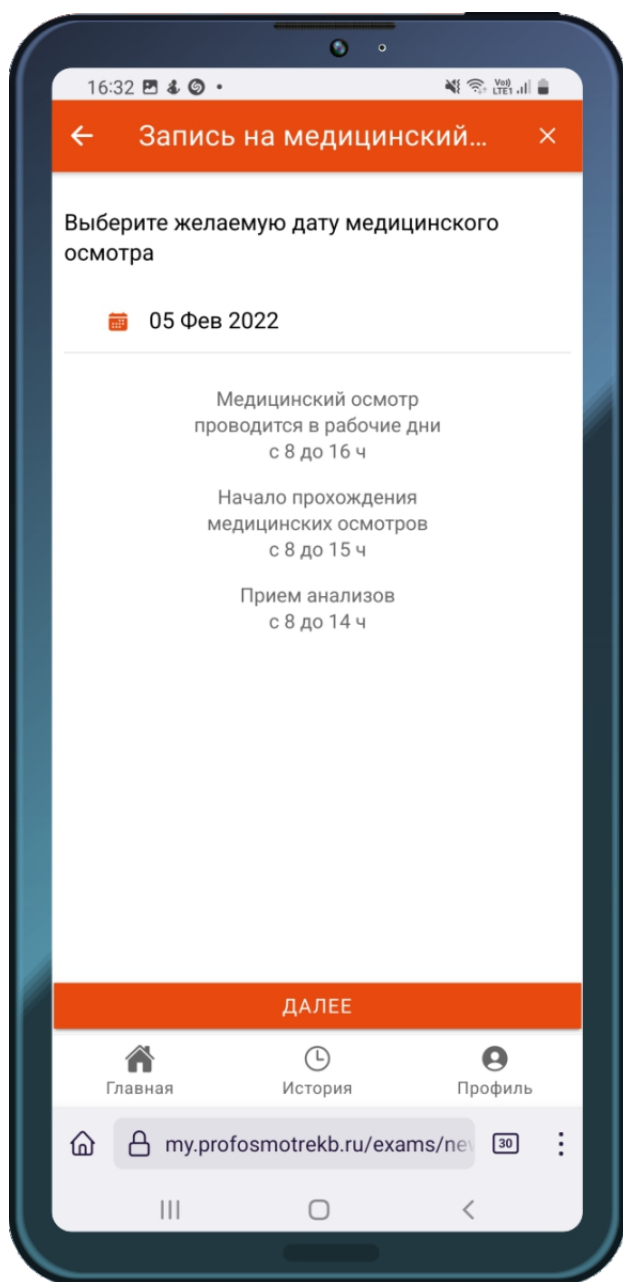 16:32
Vo))
LTE1
Запись на медицинский...
Выберите желаемую дату медицинского
осмотра
05 Фев 2022
Медицинский осмотр
проводится в рабочие дни
с 8 до 16 ч
Начало прохождения
медицинских осмотров
с 8 до 15 ч
Прием анализов
с 8 до 14 ч
ДАЛЕЕ
Главная
История
Профиль
my.profosmotrekb.ru/exams/ne
30